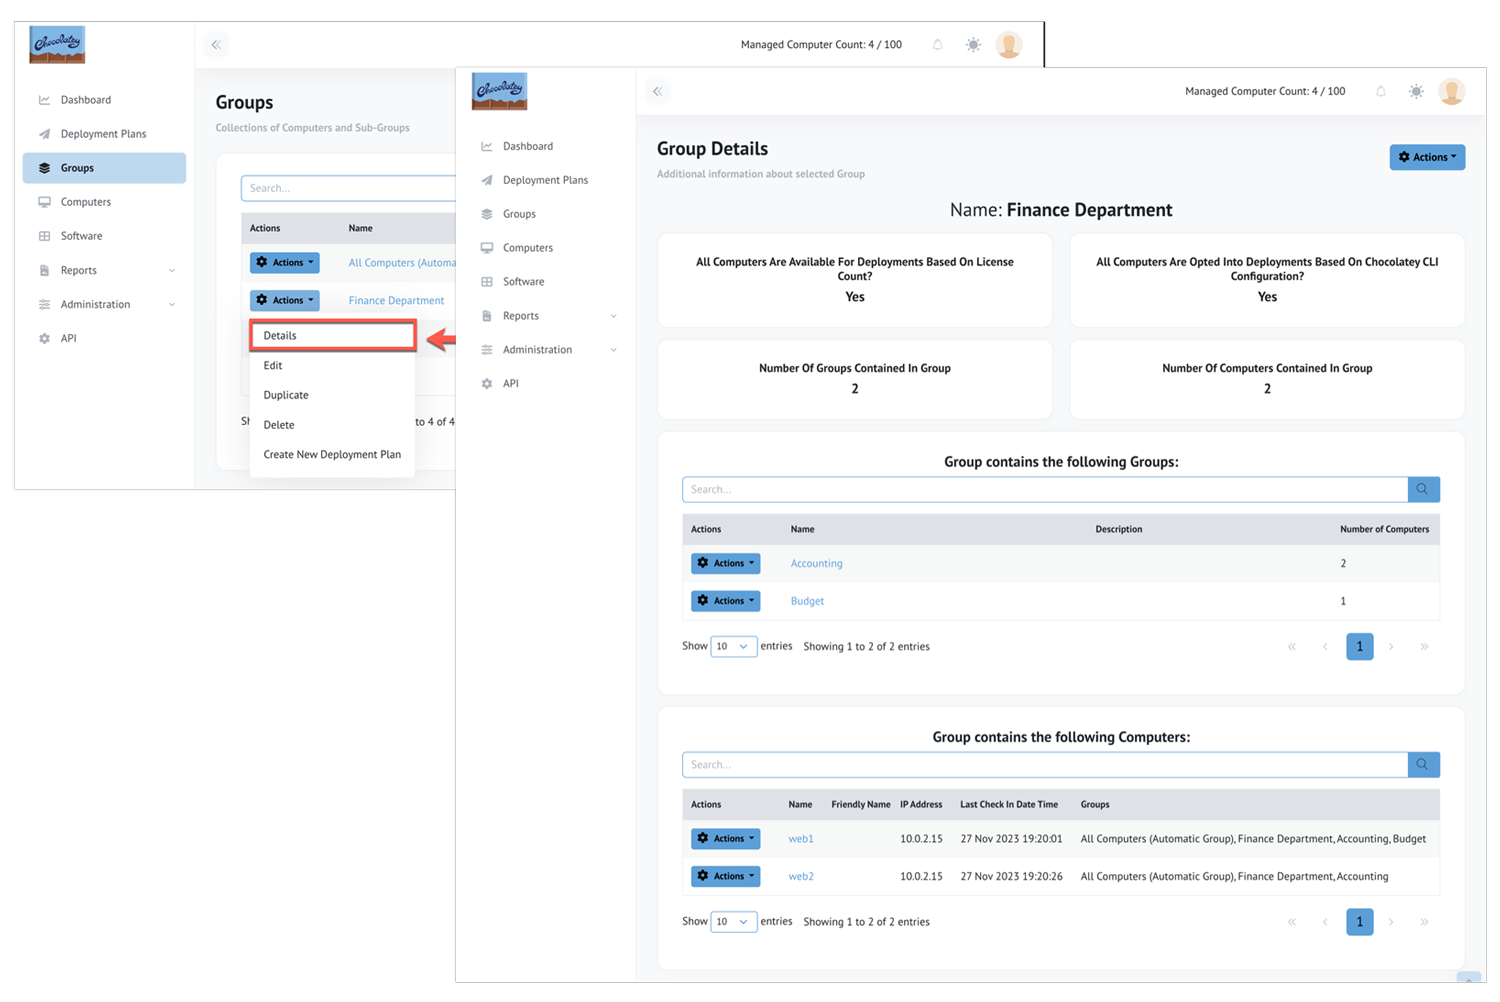 Chocolatey
Managed Computer Count: 4 / 100
Dashboard
Deployment Plans
Groups
Computers
Software
Reports
Administration
API
Groups
Collections of Computers and Sub-Groups
Search...
Actions Name
Actions All Computers (Automa
Actions Finance Department
Details
Edit
Duplicate
Delete
Create New Deployment Plan
to 4 of 4
Chocolatey
Managed Computer Count: 4 / 100
Dashboard
Deployment Plans
Groups
Computers
Software
Reports
Administration
API
Group Details
Additional information about selected Group
Actions
Name: Finance Department
All Computers Are Available For Deployments Based On License
Count?
Yes
All Computers Are Opted Into Deployments Based On Chocolatey CLI
Configuration?
Yes
Number Of Groups Contained In Group
2
Number Of Computers Contained In Group
2
Group contains the following Groups:
Search...
Actions Name Description Number of Computers
Actions Accounting 2
Actions Budget 1
Show 10 entries Showing 1 to 2 of 2 entries
« ‹ 1 › »
Group contains the following Computers:
Search...
Actions Name Friendly Name IP Address Last Check In Date Time Groups
Actions web1 10.0.2.15 27 Nov 2023 19:20:01 All Computers (Automatic Group), Finance Department, Accounting, Budget
Actions web2 10.0.2.15 27 Nov 2023 19:20:26 All Computers (Automatic Group), Finance Department, Accounting
Show 10 entries Showing 1 to 2 of 2 entries
« ‹ 1 › »